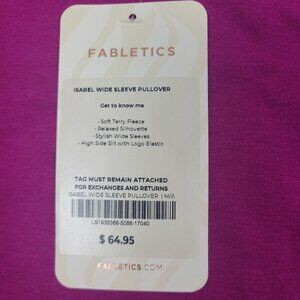 FABLETICS
ISABEL WIDE SLEEVE PULLOVER
Get to know me
· Soft Terry Fleece
· Relaxed Silhouette
· Stylish Wide Sleeves
· High Side Slit with Logo Elastic
TAG MUST REMAIN ATTACHED
FOR EXCHANGES AND RETURNS
ISABEL WIDE SLEEVE PULLOVER | M/
$ 64.95
FABLETICS.COM